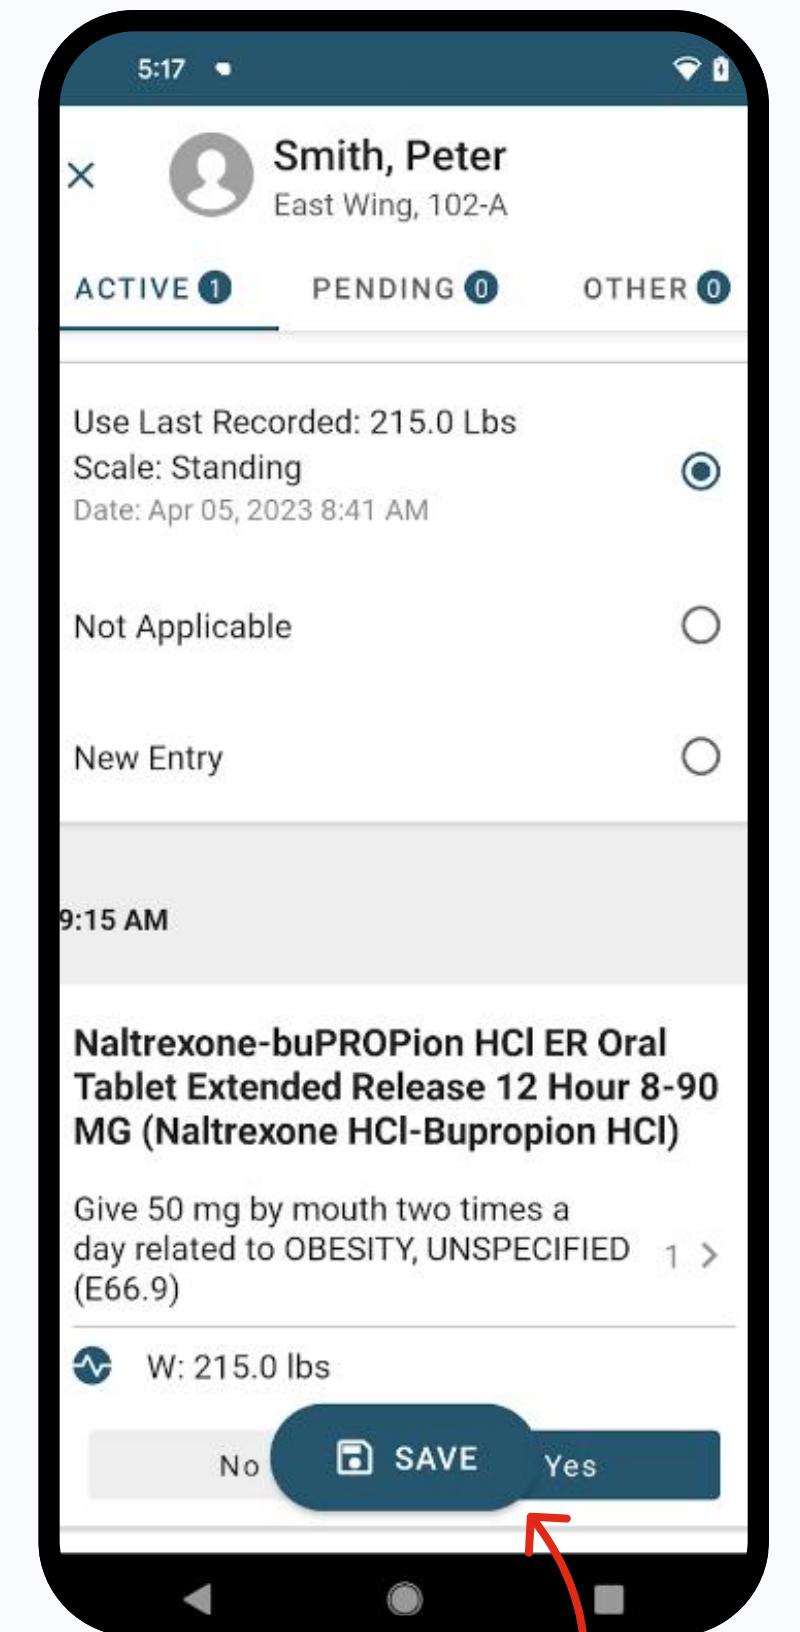 5:17
Smith, Peter
East Wing, 102-A
ACTIVE 1 PENDING 0 OTHER 0
Use Last Recorded: 215.0 Lbs
Scale: Standing
Date: Apr 05, 2023 8:41 AM
Not Applicable
New Entry
9:15 AM
Naltrexone-buPROPion HCl ER Oral
Tablet Extended Release 12 Hour 8-90
MG (Naltrexone HCl-Bupropion HCl)
Give 50 mg by mouth two times a
day related to OBESITY, UNSPECIFIED
(E66.9)
1
W: 215.0 lbs
No SAVE Yes